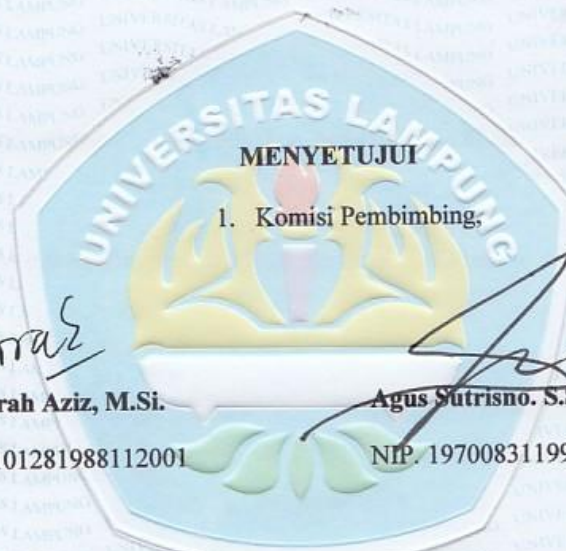 UNIVERSITAS LAMPUNG
MENYETUJUI
1. Komisi Pembimbing,
rah Aziz, M.Si.
Agus Sutrisno. S.
01281988112001
NIP. 19700831199